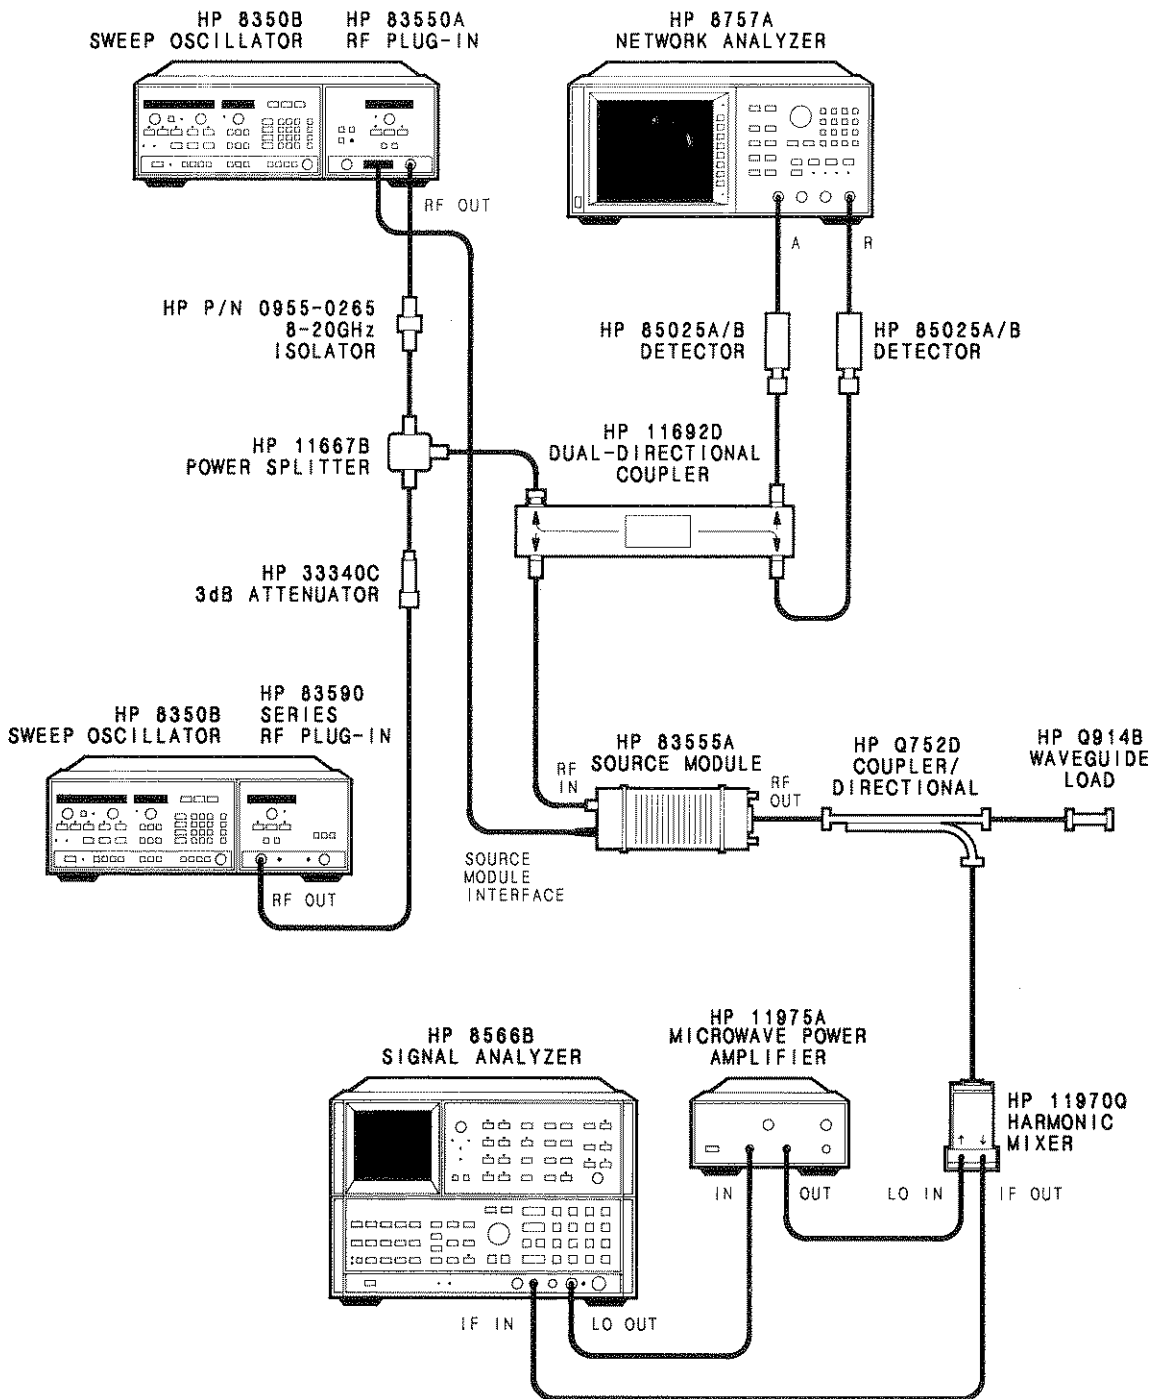 HP 8350B
SWEEP OSCILLATOR
HP 83550A
RF PLUG-IN
HP 8757A
NETWORK ANALYZER
RF OUT
A
R
HP P/N 0955-0265
8-20GHz
ISOLATOR
HP 85025A/B
DETECTOR
HP 85025A/B
DETECTOR
HP 11667B
POWER SPLITTER
HP 11692D
DUAL-DIRECTIONAL
COUPLER
HP 33340C
3dB ATTENUATOR
HP 8350B
SWEEP OSCILLATOR
HP 83590
SERIES
RF PLUG-IN
RF OUT
RF
IN
HP 83555A
SOURCE MODULE
RF
OUT
HP Q752D
COUPLER/
DIRECTIONAL
HP Q914B
WAVEGUIDE
LOAD
SOURCE
MODULE
INTERFACE
HP 8566B
SIGNAL ANALYZER
HP 11975A
MICROWAVE POWER
AMPLIFIER
HP 11970Q
HARMONIC
MIXER
IN
OUT
LO IN
IF OUT
IF IN
LO OUT